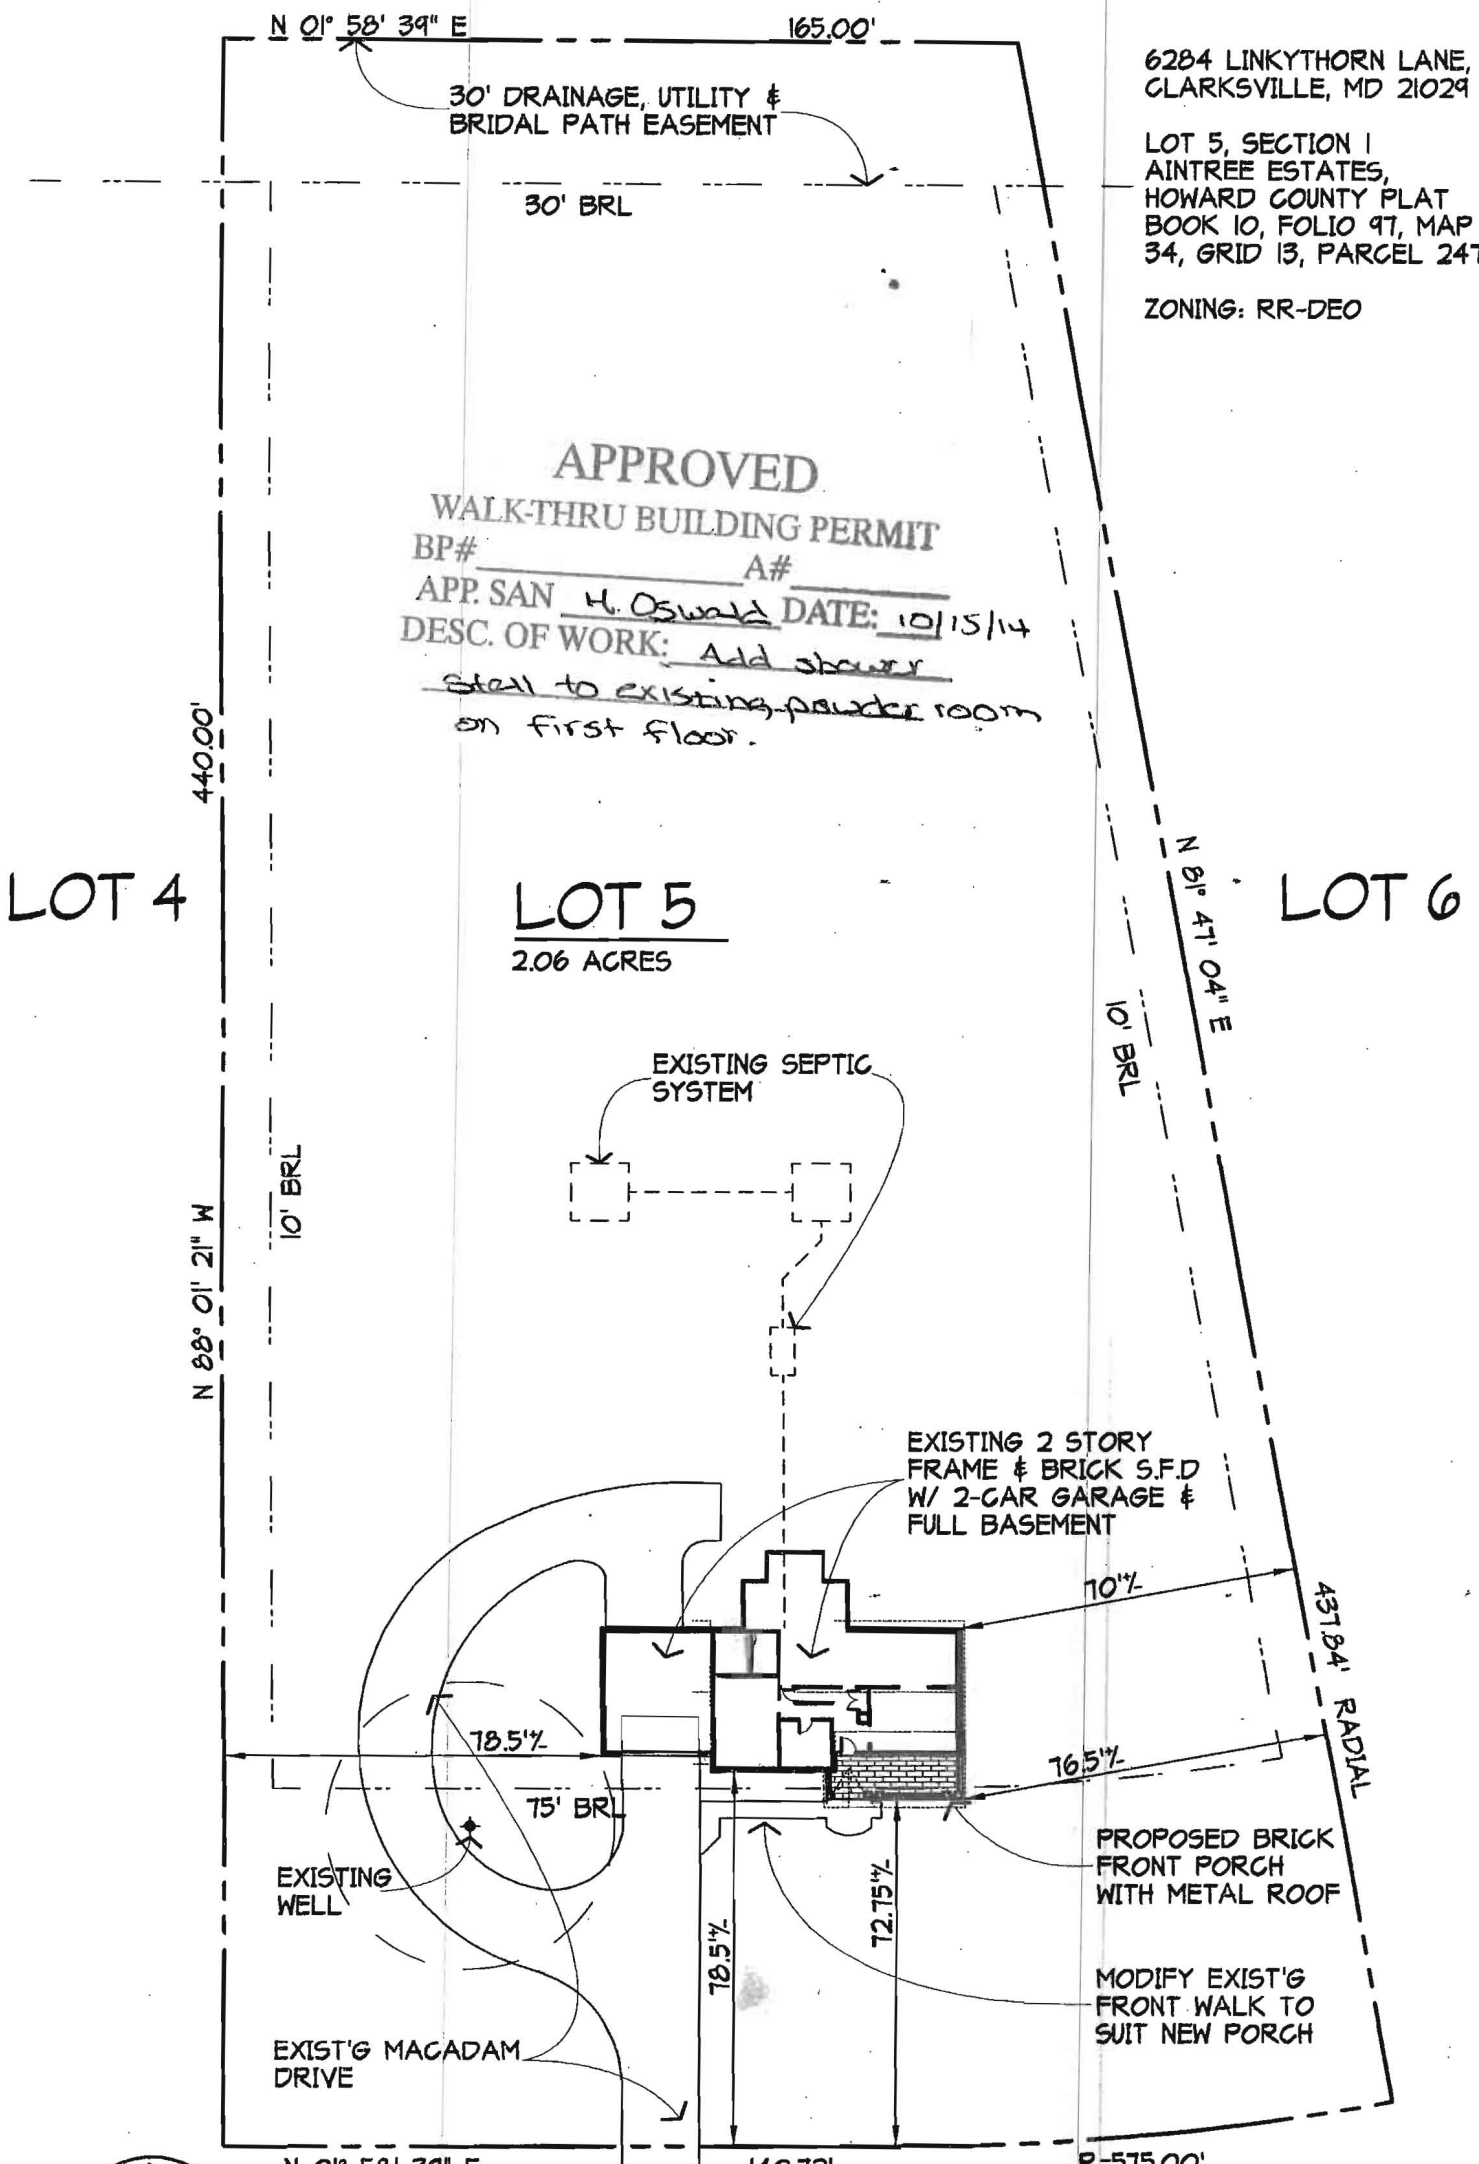 N 01° 58' 39" E
165.00'
30' DRAINAGE, UTILITY &
BRIDAL PATH EASEMENT
30' BRL
6284 LINKYTHORN LANE,
CLARKSVILLE, MD 21029
LOT 5, SECTION 1
AINTREE ESTATES,
HOWARD COUNTY PLAT
BOOK 10, FOLIO 97, MAP
34, GRID 13, PARCEL 247
ZONING: RR-DEO
APPROVED
WALK-THRU BUILDING PERMIT
BP# A#
APP. SAN H. Oswald DATE: 10/15/14
DESC. OF WORK: Add shower
stall to existing powder room
on first floor.
440.00'
N 88° 01' 21" W
LOT 4
LOT 5
2.06 ACRES
LOT 6
N 81° 47' 04" E
10' BRL
10' BRL
EXISTING SEPTIC
SYSTEM
EXISTING 2 STORY
FRAME & BRICK S.F.D
W/ 2-CAR GARAGE &
FULL BASEMENT
70'+/-
437.84' RADIAL
78.5'+/-
76.5'+/-
75' BRL
EXISTING
WELL
PROPOSED BRICK
FRONT PORCH
WITH METAL ROOF
78.5'+/-
72.75'+/-
MODIFY EXIST'G
FRONT WALK TO
SUIT NEW PORCH
EXIST'G MACADAM
DRIVE
N 01° 58' 39" E
R=575.00'